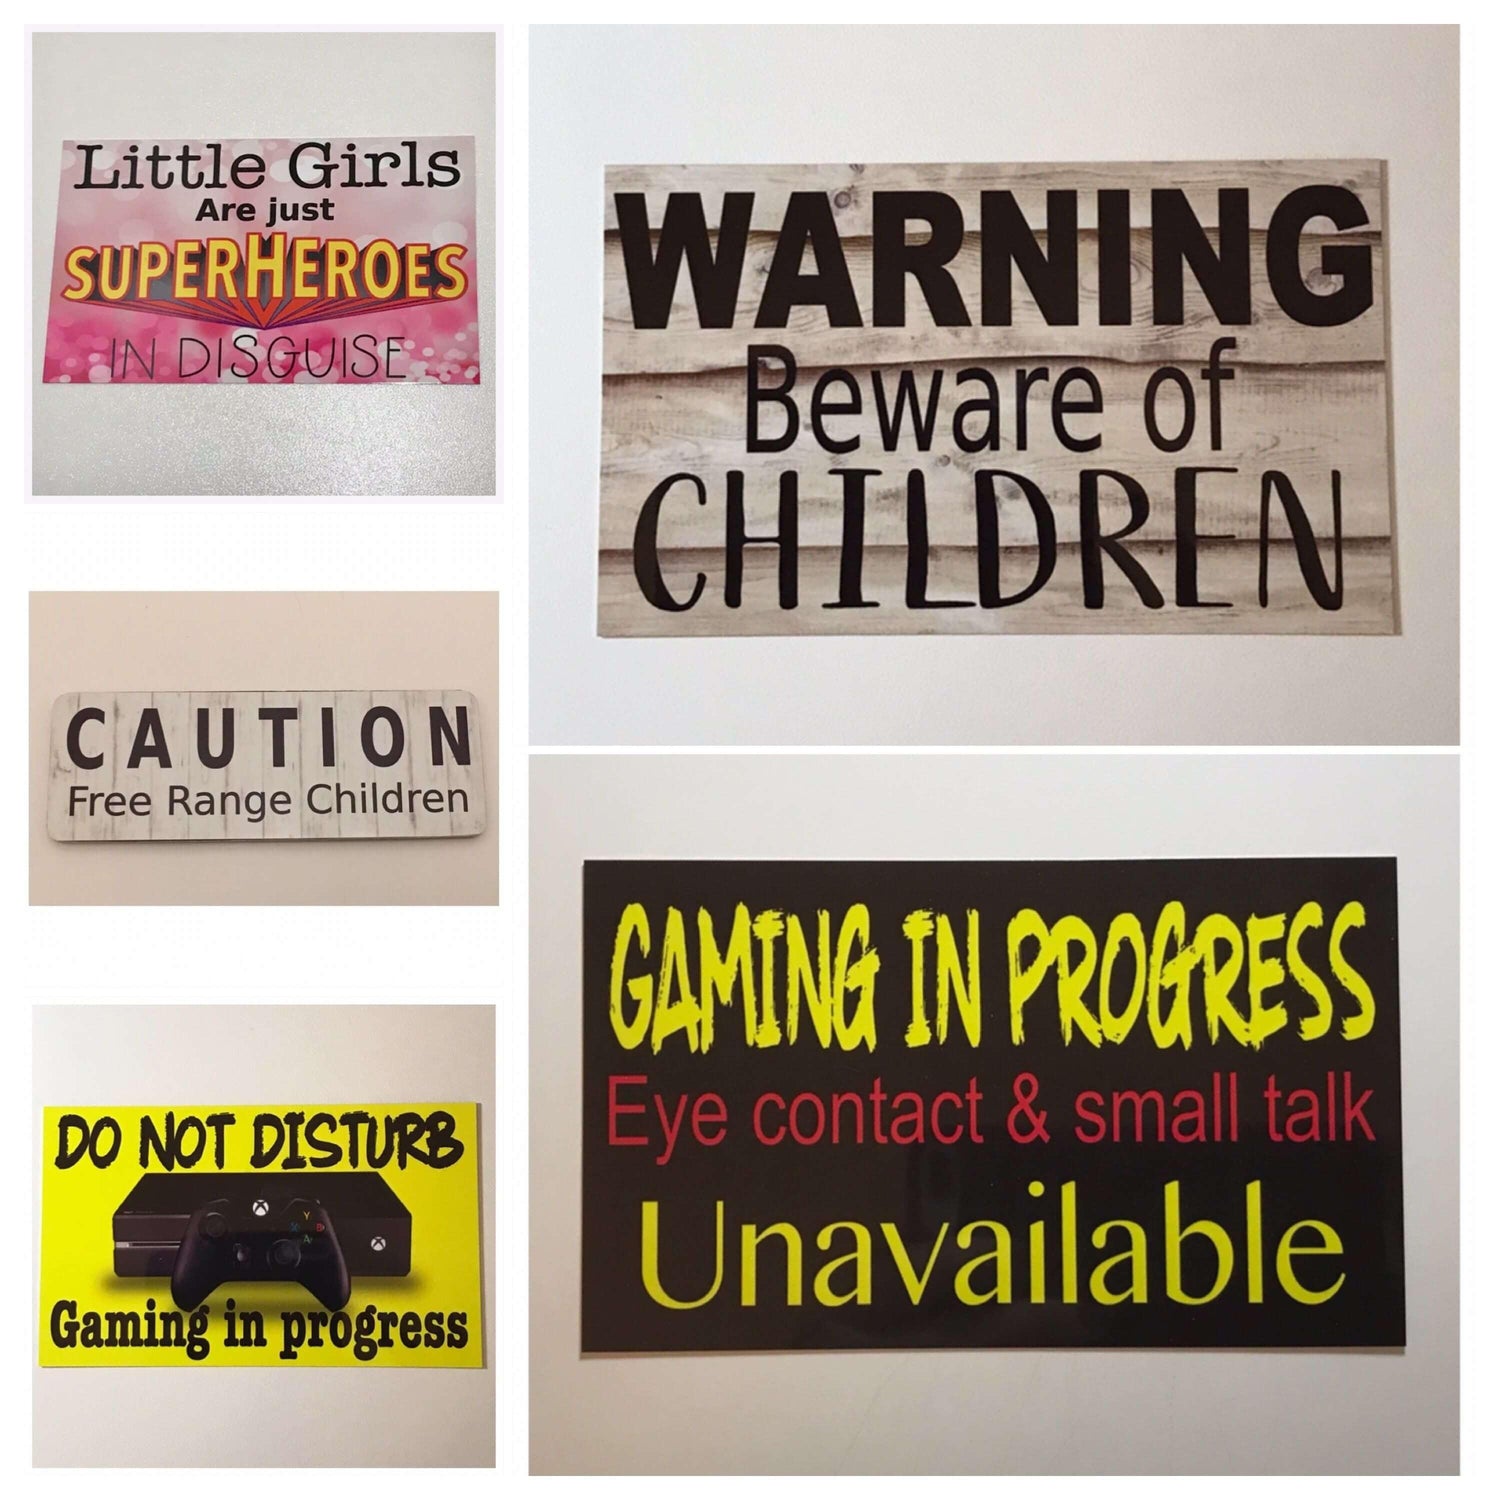 Little Girls
Are just
SUPERHEROES
IN DISGUISE
WARNING
Beware of
CHILDREN
CAUTION
Free Range Children
DO NOT DISTURB
Y
X B
A
Gaming in progress
GAMING IN PROGRESS
Eye contact & small talk
Unavailable